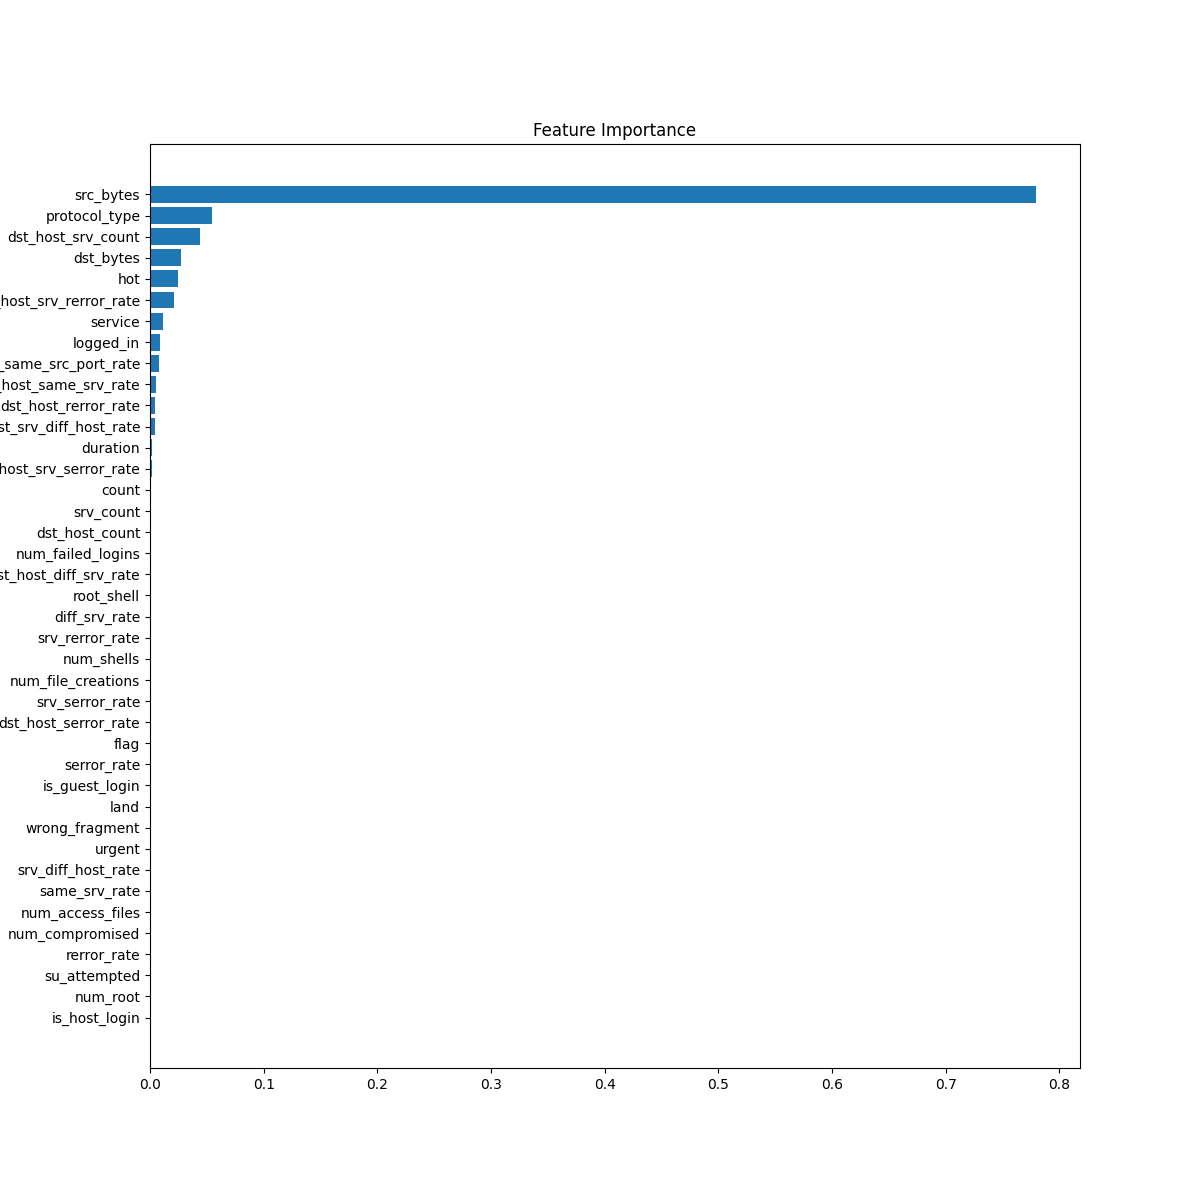 Feature Importance
src_bytes
protocol_type
dst_host_srv_count
dst_bytes
hot
_host_srv_rerror_rate
service
logged_in
_same_src_port_rate
_host_same_srv_rate
dst_host_rerror_rate
st_srv_diff_host_rate
duration
host_srv_serror_rate
count
srv_count
dst_host_count
num_failed_logins
st_host_diff_srv_rate
root_shell
diff_srv_rate
srv_rerror_rate
num_shells
num_file_creations
srv_serror_rate
dst_host_serror_rate
flag
serror_rate
is_guest_login
land
wrong_fragment
urgent
srv_diff_host_rate
same_srv_rate
num_access_files
num_compromised
rerror_rate
su_attempted
num_root
is_host_login
0.0 0.1 0.2 0.3 0.4 0.5 0.6 0.7 0.8